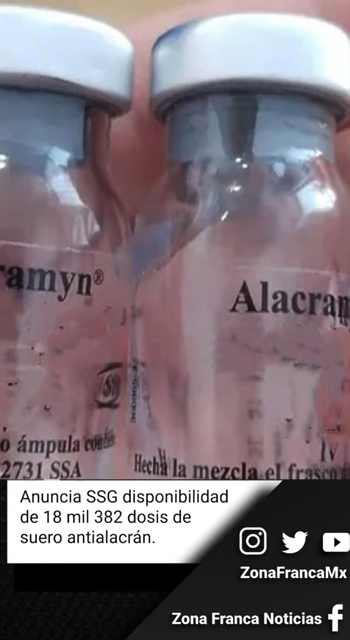 ramyn®
Alacram
o ámpula
2731 SSA
IV
Hecha la mezcla el frasco
Anuncia SSG disponibilidad
de 18 mil 382 dosis de
suero antialacrán.
ZonaFrancaMx
Zona Franca Noticias